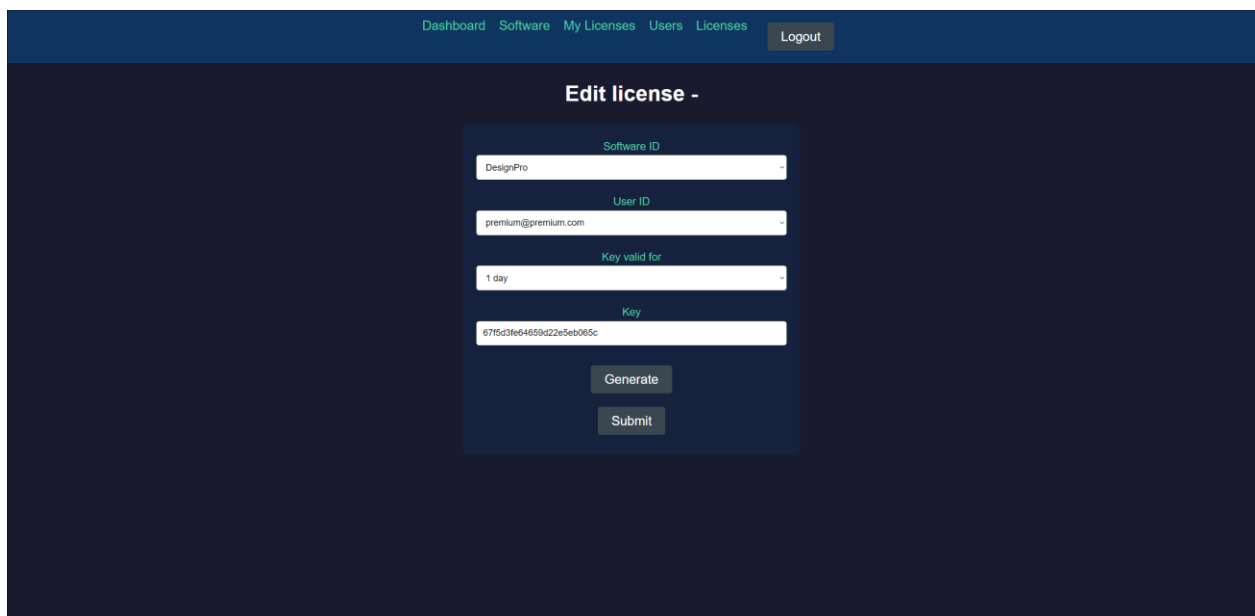 Dashboard Software My Licenses Users Licenses Logout
Edit license -
Software ID
DesignPro
User ID
premium@premium.com
Key valid for
1 day
Key
67f5d3fe64659d22e5eb065c
Generate
Submit